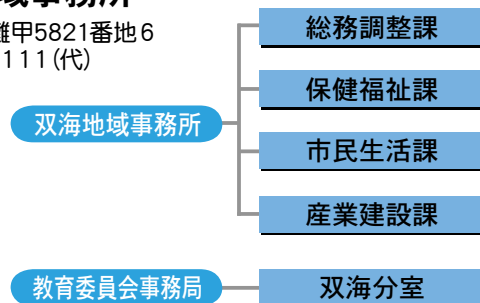 域事務所
甲5821番地6
111(代)
総務調整課
保健福祉課
双海地域事務所
市民生活課
産業建設課
教育委員会事務局
双海分室